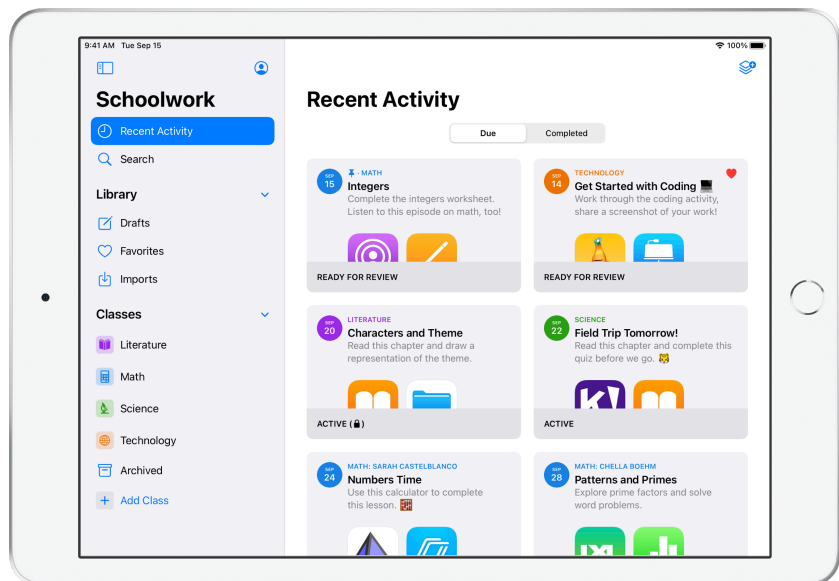 9:41 AM Tue Sep 15
100%
Schoolwork
Recent Activity
Search
Library
Drafts
Favorites
Imports
Classes
Literature
Math
Science
Technology
Archived
Add Class
Recent Activity
Due
Completed
SEP
15
· MATH
Integers
Complete the integers worksheet.
Listen to this episode on math, too!
READY FOR REVIEW
SEP
14
TECHNOLOGY
Get Started with Coding
Work through the coding activity,
share a screenshot of your work!
READY FOR REVIEW
SEP
20
LITERATURE
Characters and Theme
Read this chapter and draw a
representation of the theme.
ACTIVE (🔒)
SEP
22
SCIENCE
Field Trip Tomorrow!
Read this chapter and complete this
quiz before we go. 🐯
K!
ACTIVE
SEP
24
MATH: SARAH CASTELBLANCO
Numbers Time
Use this calculator to complete
this lesson. 🧮
SEP
28
MATH: CHELLA BOEHM
Patterns and Primes
Explore prime factors and solve
word problems.
IXL